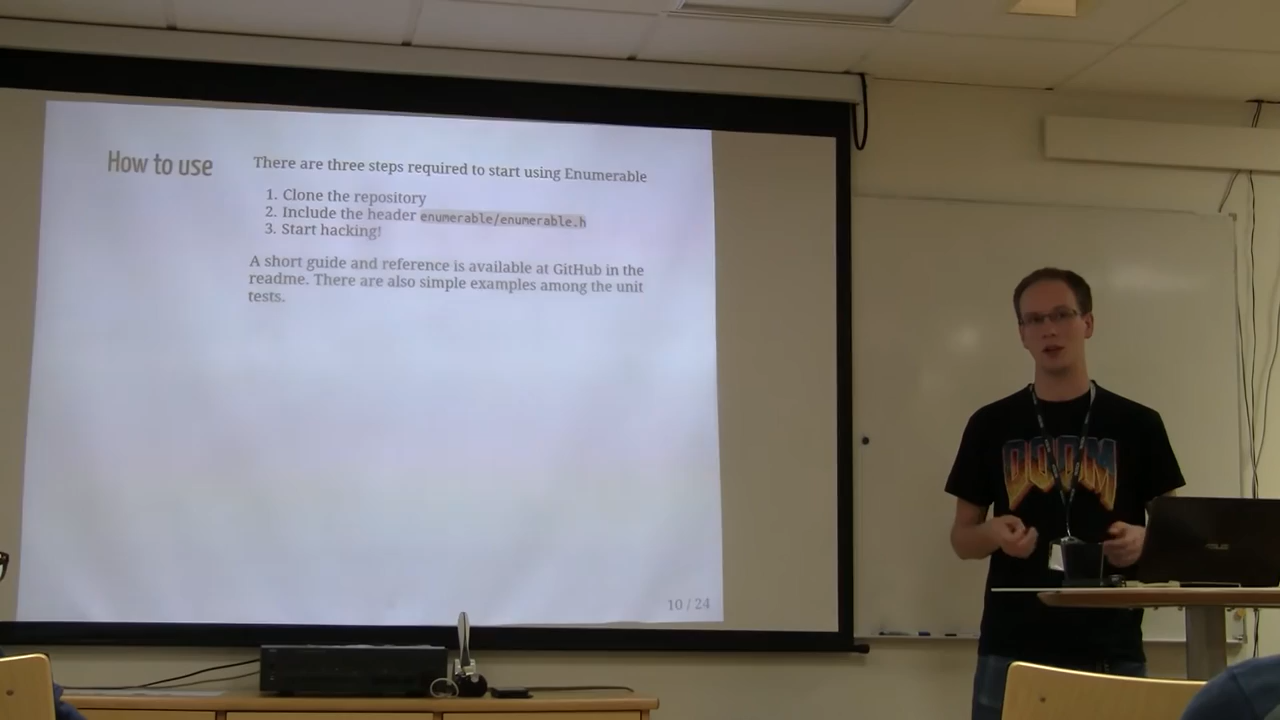 How to use
There are three steps required to start using Enumerable
1. Clone the repository
2. Include the header enumerable/enumerable.h
3. Start hacking!
A short guide and reference is available at GitHub in the
readme. There are also simple examples among the unit
tests.
10 / 24
DOOM
ASUS